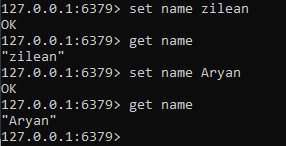 127.0.0.1:6379> set name zilean
OK
127.0.0.1:6379> get name
"zilean"
127.0.0.1:6379> set name Aryan
OK
127.0.0.1:6379> get name
"Aryan"
127.0.0.1:6379>